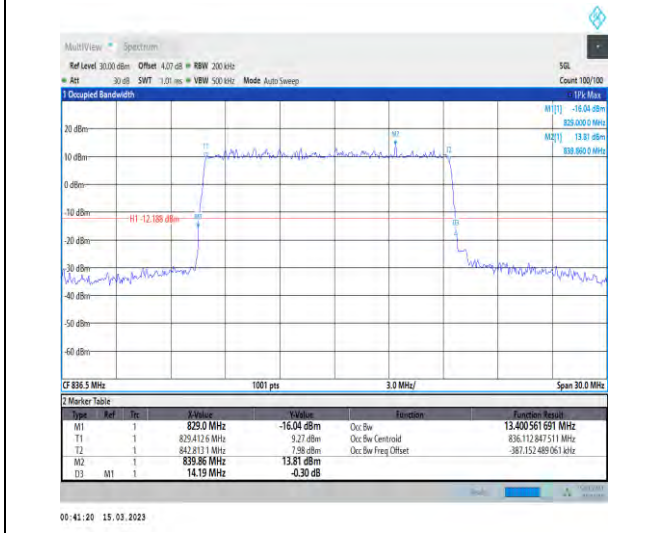 MultiView Spectrum
Ref Level 30.00 dBm Offset 4.07 dB RBW 200 kHz SGL
Att 30 dB SWT 1.01 ms VBW 500 kHz Mode Auto Sweep Count 100/100
1 Occupied Bandwidth 1Pk Max
M1[1] -16.04 dBm
829.000 0 MHz
M2[1] 13.81 dBm
839.860 0 MHz
20 dBm
M2
T1 T2
10 dBm
0 dBm
-10 dBm
H1 -12.188 dBm
M1
D3
-20 dBm
-30 dBm
-40 dBm
-50 dBm
-60 dBm
CF 836.5 MHz 1001 pts 3.0 MHz/ Span 30.0 MHz
2 Marker Table
Type Ref Trc X-Value Y-Value Function Function Result
M1 1 829.0 MHz -16.04 dBm Occ Bw 13.400 561 691 MHz
T1 1 829.412 6 MHz 9.27 dBm Occ Bw Centroid 836.112 847 511 MHz
T2 1 842.813 1 MHz 7.98 dBm Occ Bw Freq Offset -387.152 489 061 kHz
M2 1 839.86 MHz 13.81 dBm
D3 M1 1 14.19 MHz -0.30 dB
00:41:20 15.03.2023